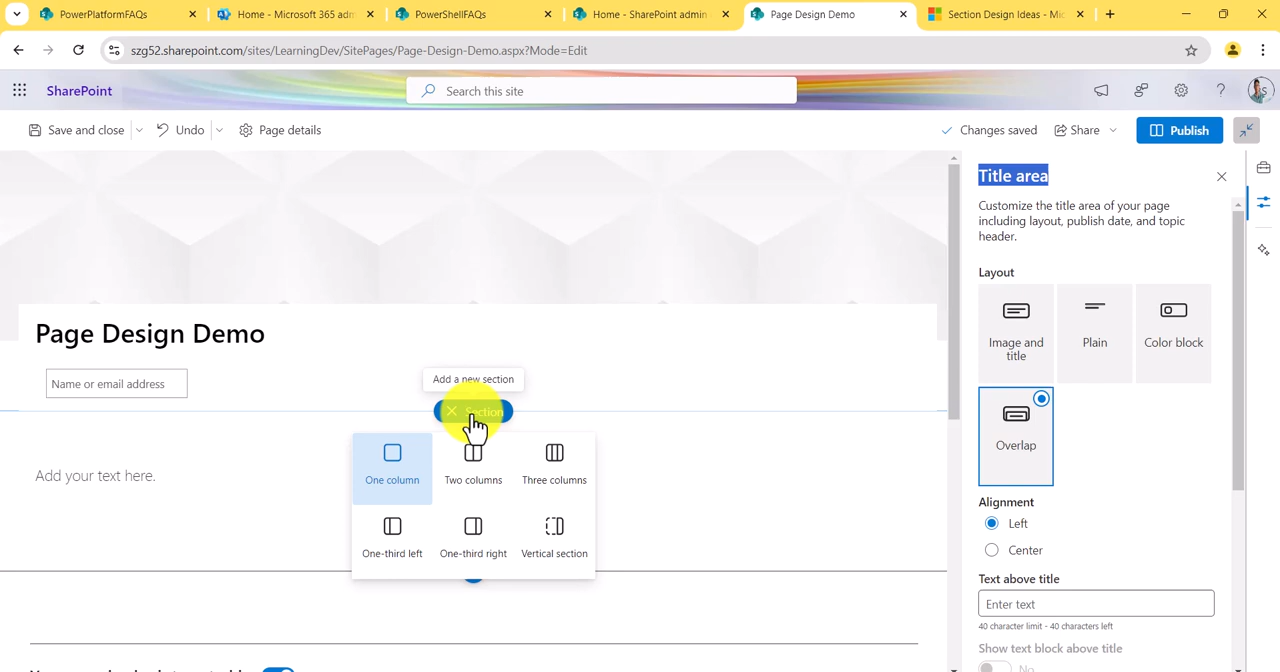 PowerPlatformFAQs
Home - Microsoft 365 adm
PowerShellFAQs
Home - SharePoint admin
Page Design Demo
Section Design Ideas - Mic
szg52.sharepoint.com/sites/LearningDev/SitePages/Page-Design-Demo.aspx?Mode=Edit
SharePoint
Search this site
Save and close
Undo
Page details
Changes saved
Share
Publish
Title area
Customize the title area of your page
including layout, publish date, and topic
header.
Layout
Image and
title
Plain
Color block
Overlap
Alignment
Left
Center
Text above title
Enter text
40 character limit - 40 characters left
Show text block above title
No
Page Design Demo
Name or email address
Add a new section
Section
One column
Two columns
Three columns
One-third left
One-third right
Vertical section
Add your text here.